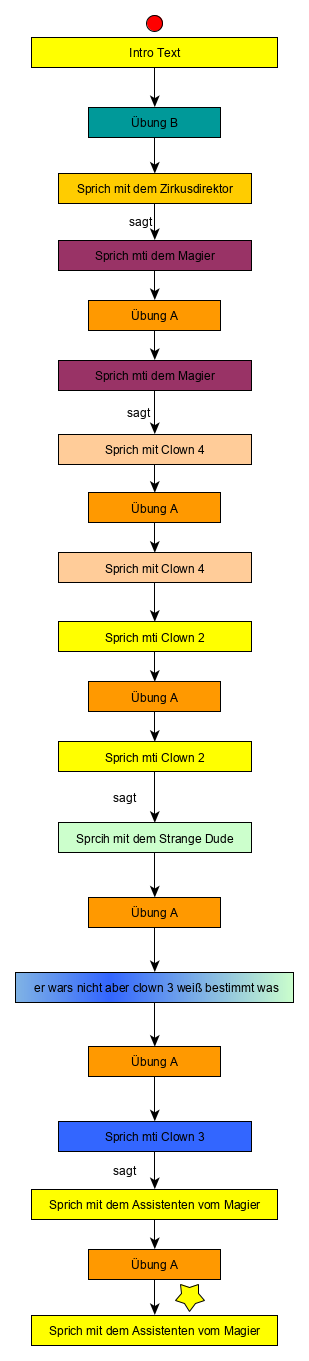 Intro Text
Übung B
Sprich mit dem Zirkusdirektor
sagt
Sprich mti dem Magier
Übung A
Sprich mti dem Magier
sagt
Sprich mit Clown 4
Übung A
Sprich mit Clown 4
Sprich mti Clown 2
Übung A
Sprich mti Clown 2
sagt
Sprcih mit dem Strange Dude
Übung A
er wars nicht aber clown 3 weiß bestimmt was
Übung A
Sprich mti Clown 3
sagt
Sprich mit dem Assistenten vom Magier
Übung A
Sprich mit dem Assistenten vom Magier